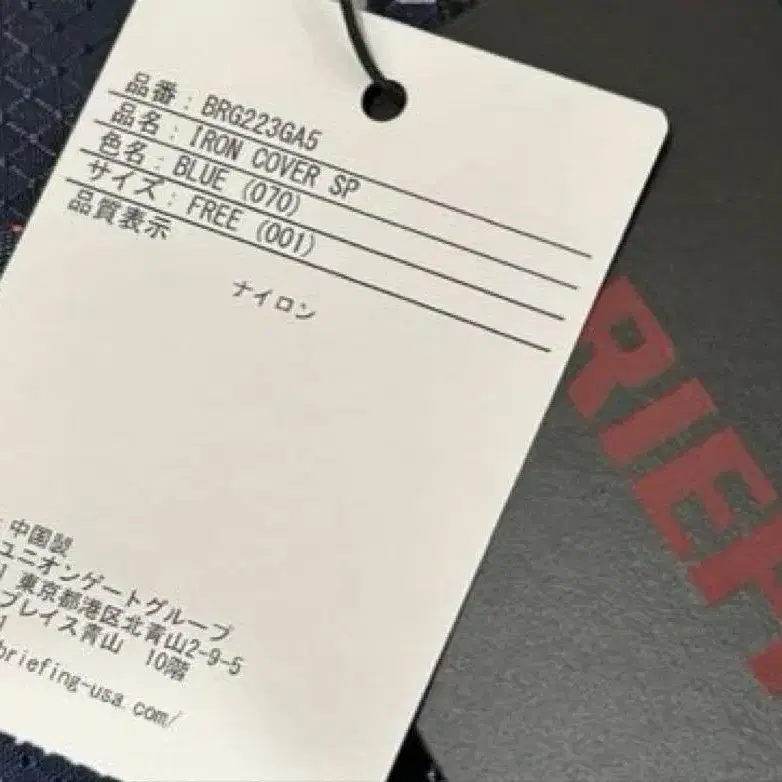 品番：BRG223GA5
品名：IRON COVER SP
色名：BLUE (070)
サイズ：FREE (001)
品質表示
ナイロン
中国製
ユニオンゲートグループ
東京都港区北青山2-9-5
プレイス青山 10階
briefing-usa.com/
RIEF